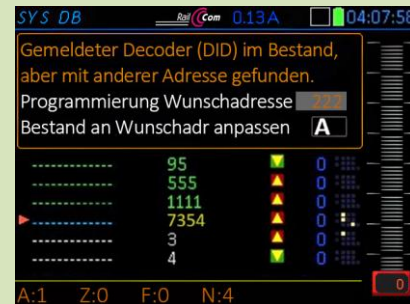 SYS DB RailCom 0.13A 04:07:58
Gemeldeter Decoder (DID) im Bestand,
aber mit anderer Adresse gefunden.
Programmierung Wunschadresse 222
Bestand an Wunschadr anpassen A
------------- 95 0
------------- 555 0
------------- 1111 0
------------- 7354 0
------------- 3 0
------------- 4 0
0
A:1 Z:0 F:0 N:4